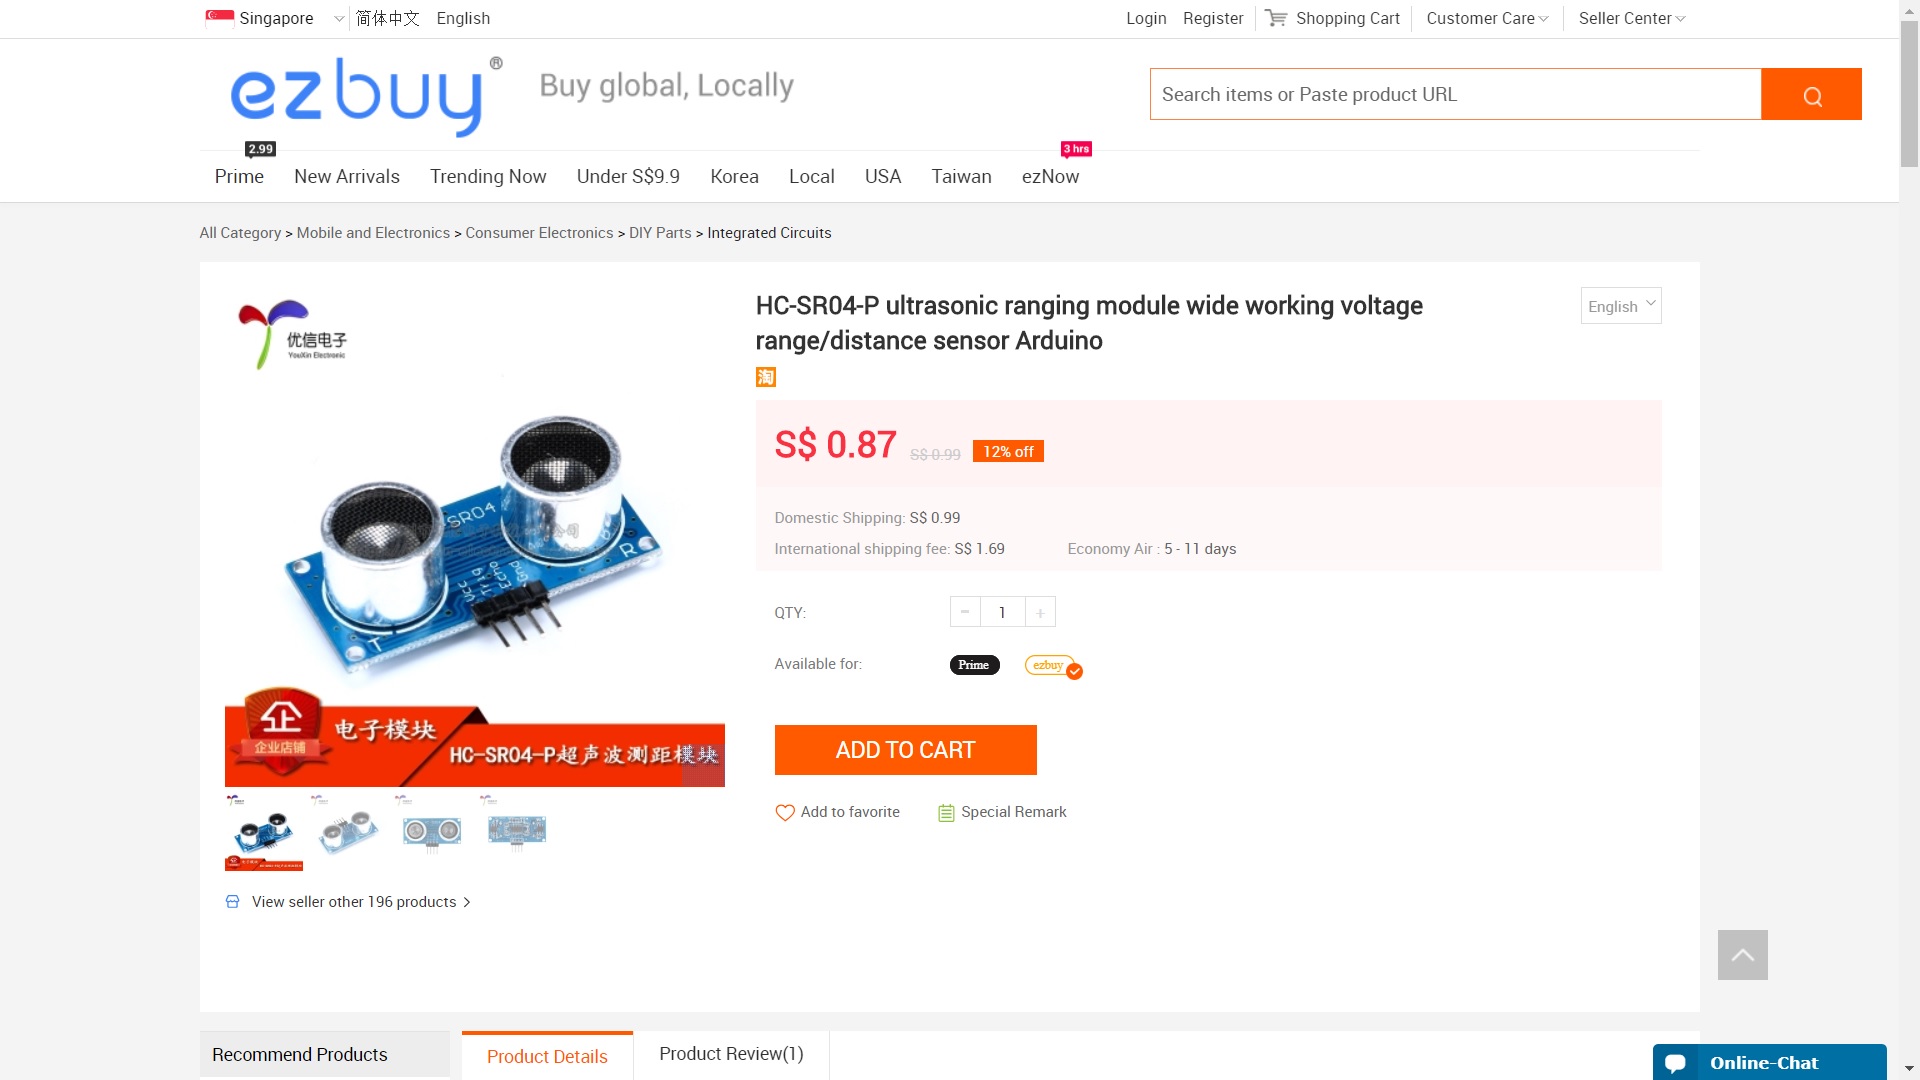 Singapore
简体中文
English
Login
Register
Shopping Cart
Customer Care
Seller Center
ezbuy®
Buy global, Locally
Search items or Paste product URL
2.99
3 hrs
Prime
New Arrivals
Trending Now
Under S$9.9
Korea
Local
USA
Taiwan
ezNow
All Category > Mobile and Electronics > Consumer Electronics > DIY Parts > Integrated Circuits
优信电子
YouXin Electronic
SR04
Vcc
Trig
Echo
Gnd
T
R
企
企业店铺
电子模块
HC-SR04-P超声波测距模块
View seller other 196 products >
HC-SR04-P ultrasonic ranging module wide working voltage
range/distance sensor Arduino
English
淘
S$ 0.87 S$ 0.99 12% off
Domestic Shipping: S$ 0.99
International shipping fee: S$ 1.69 Economy Air : 5 - 11 days
QTY: - 1 +
Available for: Prime ezbuy
ADD TO CART
Add to favorite
Special Remark
Recommend Products
Product Details
Product Review(1)
Online-Chat